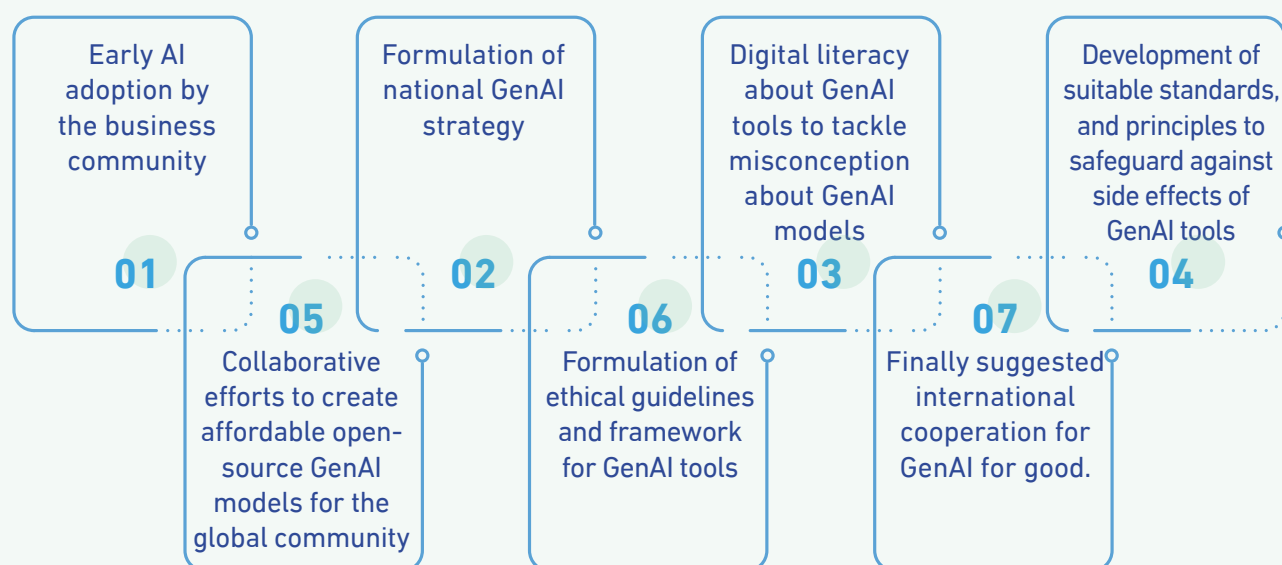 Early AI
adoption by
the business
community
01
Formulation of
national GenAI
strategy
02
Digital literacy
about GenAI
tools to tackle
misconception
about GenAI
models
03
Development of
suitable standards,
and principles to
safeguard against
side effects of
GenAI tools
04
05
Collaborative
efforts to create
affordable open-
source GenAI
models for the
global community
06
Formulation of
ethical guidelines
and framework
for GenAI tools
07
Finally suggested
international
cooperation for
GenAI for good.